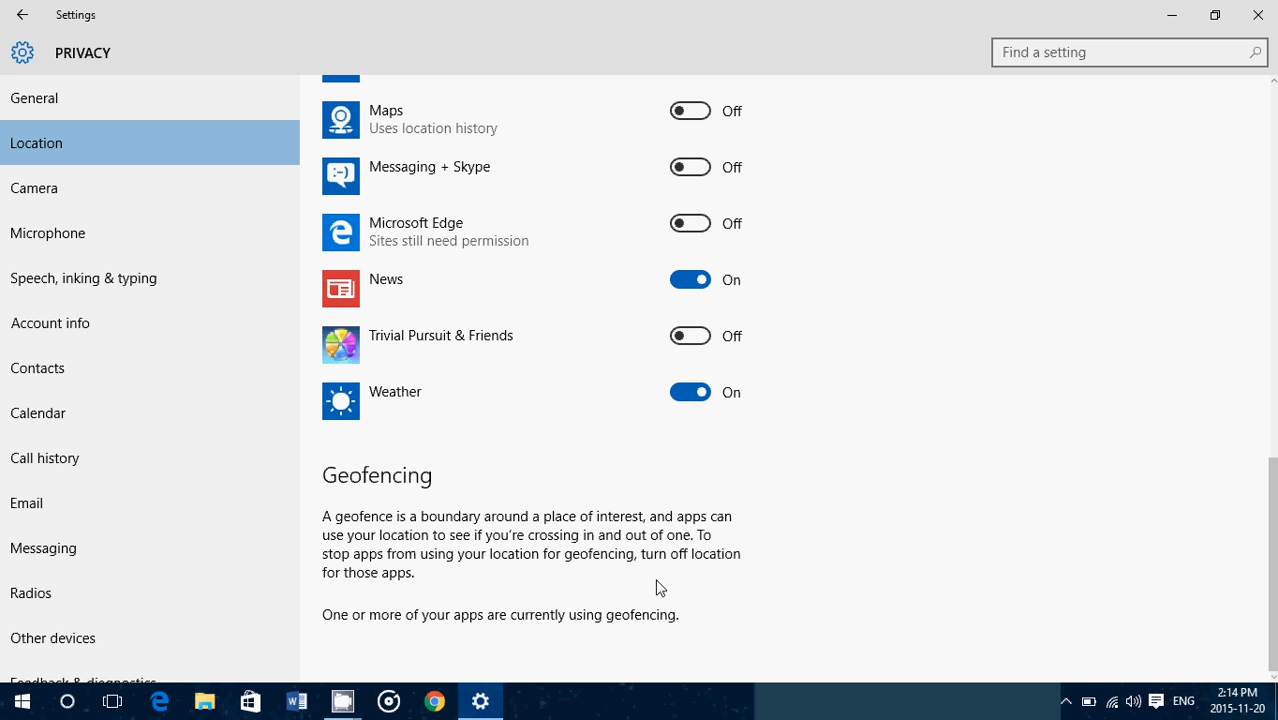 Settings
PRIVACY
Find a setting
General
Location
Camera
Microphone
Speech, inking & typing
Account info
Contacts
Calendar
Call history
Email
Messaging
Radios
Other devices
Feedback & diagnostics
Maps
Uses location history
Off
Messaging + Skype
Off
Microsoft Edge
Sites still need permission
Off
News
On
Trivial Pursuit & Friends
Off
Weather
On
Geofencing
A geofence is a boundary around a place of interest, and apps can
use your location to see if you're crossing in and out of one. To
stop apps from using your location for geofencing, turn off location
for those apps.
One or more of your apps are currently using geofencing.
ENG
2:14 PM
2015-11-20